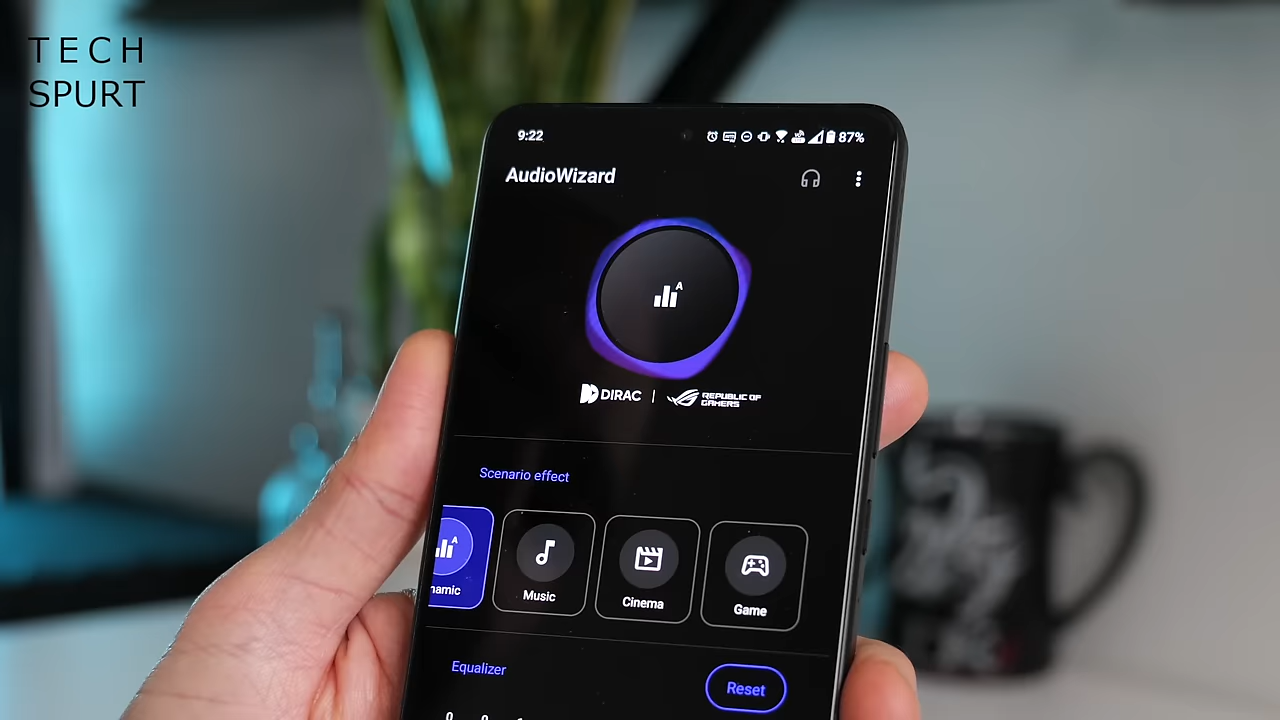 TECH
SPURT
9:22
87%
AudioWizard
A
DIRAC | REPUBLIC OF
GAMERS
Scenario effect
A
namic
Music
Cinema
Game
Equalizer
Reset